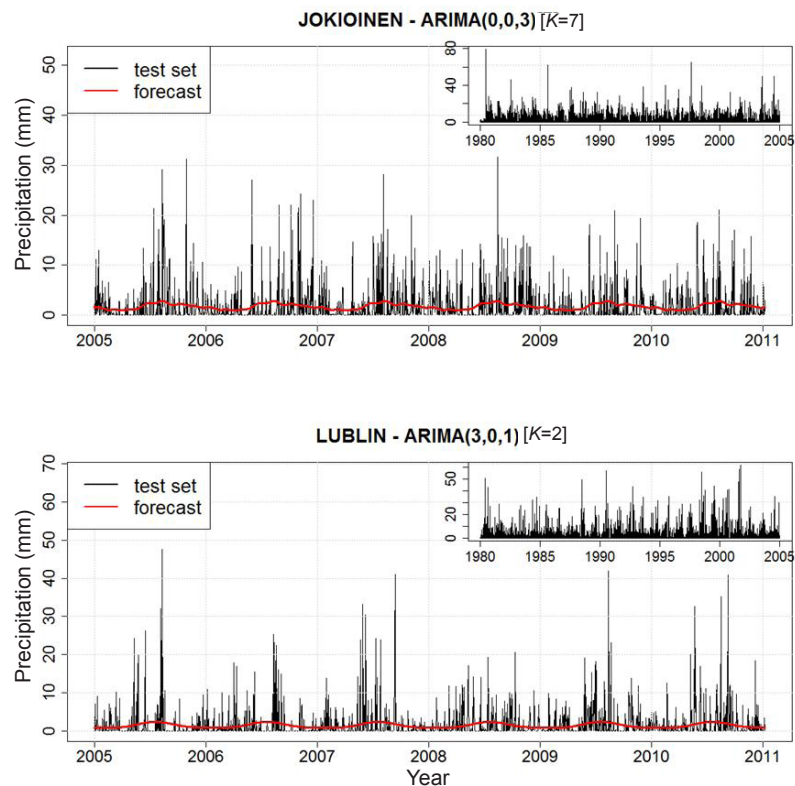 JOKIOINEN - ARIMA(0,0,3) [K=7]
Precipitation (mm)
50
40
30
20
10
0
test set
forecast
80
40
0
1980 1985 1990 1995 2000 2005
2005 2006 2007 2008 2009 2010 2011
LUBLIN - ARIMA(3,0,1) [K=2]
Precipitation (mm)
70
60
50
40
30
20
10
0
test set
forecast
50
20
0
1980 1985 1990 1995 2000 2005
2005 2006 2007 2008 2009 2010 2011
Year